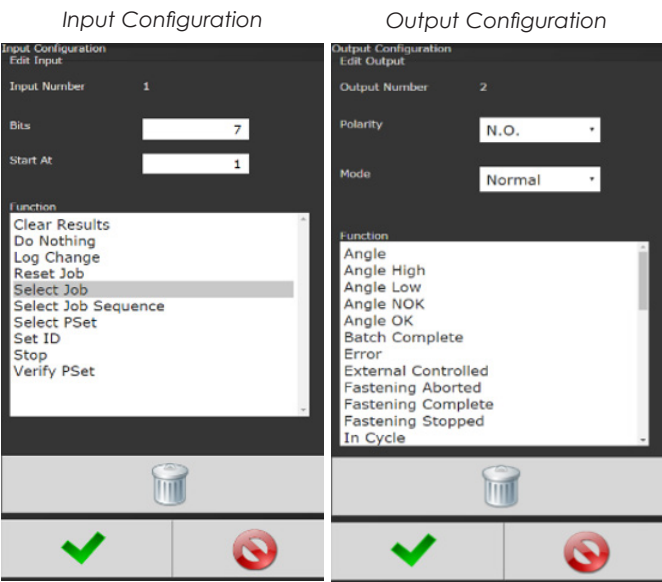 Input Configuration
Input Configuration
Edit Input
Input Number 1
Bits 7
Start At 1
Function
Clear Results
Do Nothing
Log Change
Reset Job
Select Job
Select Job Sequence
Select PSet
Set ID
Stop
Verify PSet
Output Configuration
Output Configuration
Edit Output
Output Number 2
Polarity N.O.
Mode Normal
Function
Angle
Angle High
Angle Low
Angle NOK
Angle OK
Batch Complete
Error
External Controlled
Fastening Aborted
Fastening Complete
Fastening Stopped
In Cycle